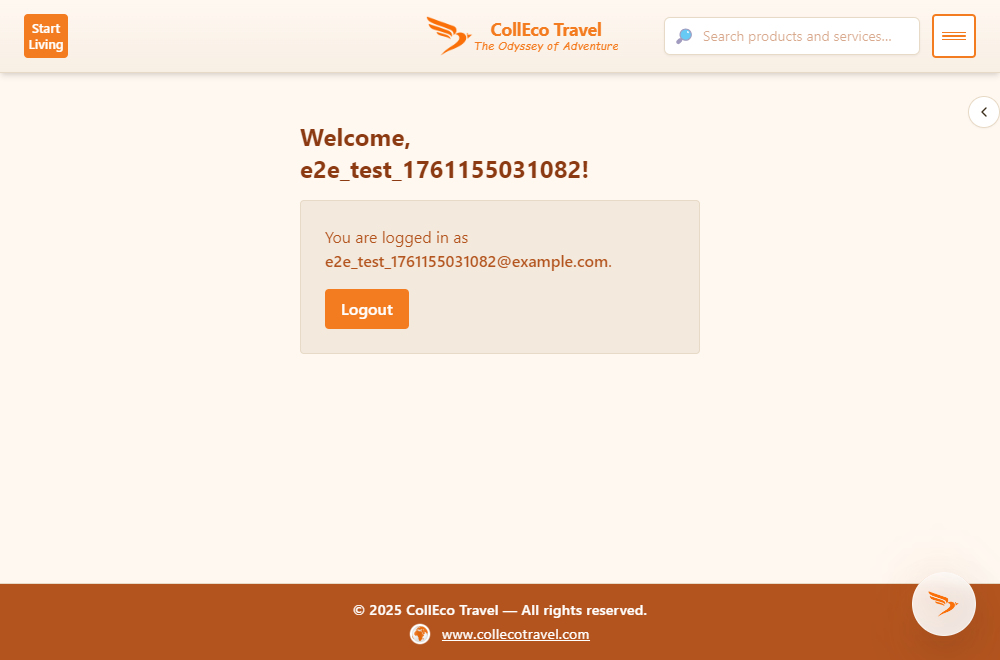 Start
Living
CollEco Travel
The Odyssey of Adventure
Search products and services...
Welcome,
e2e_test_1761155031082!
You are logged in as
e2e_test_1761155031082@example.com.
Logout
© 2025 CollEco Travel — All rights reserved.
www.collecotravel.com